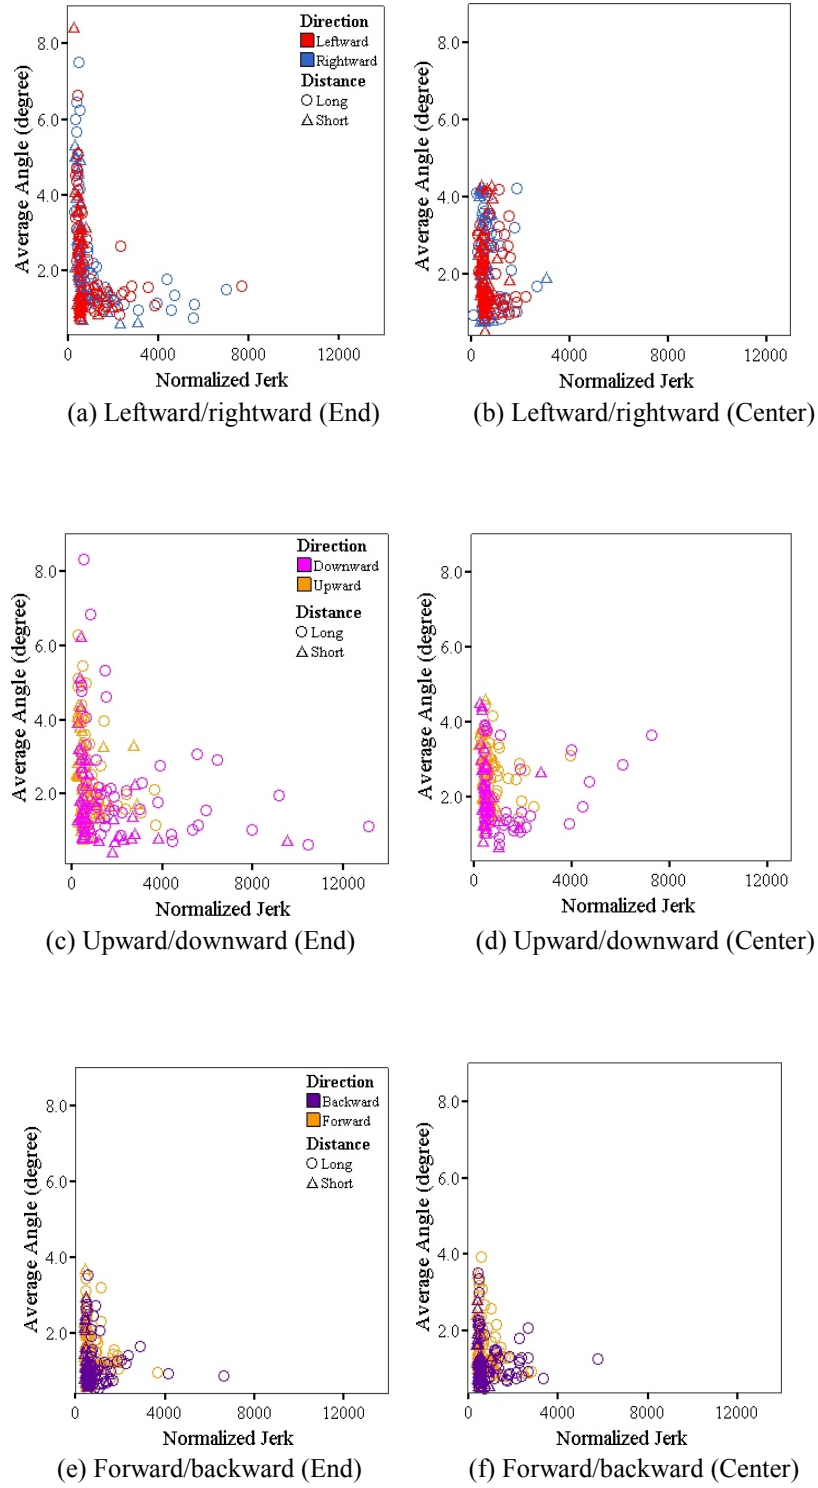 Direction
Leftward
Rightward
Distance
Long
Short
8.0
6.0
4.0
2.0
Average Angle (degree)
0 4000 8000 12000
Normalized Jerk
(a) Leftward/rightward (End)
8.0
6.0
4.0
2.0
Average Angle (degree)
0 4000 8000 12000
Normalized Jerk
(b) Leftward/rightward (Center)
Direction
Downward
Upward
Distance
Long
Short
8.0
6.0
4.0
2.0
Average Angle (degree)
0 4000 8000 12000
Normalized Jerk
(c) Upward/downward (End)
8.0
6.0
4.0
2.0
Average Angle (degree)
0 4000 8000 12000
Normalized Jerk
(d) Upward/downward (Center)
Direction
Backward
Forward
Distance
Long
Short
8.0
6.0
4.0
2.0
Average Angle (degree)
0 4000 8000 12000
Normalized Jerk
(e) Forward/backward (End)
8.0
6.0
4.0
2.0
Average Angle (degree)
0 4000 8000 12000
Normalized Jerk
(f) Forward/backward (Center)